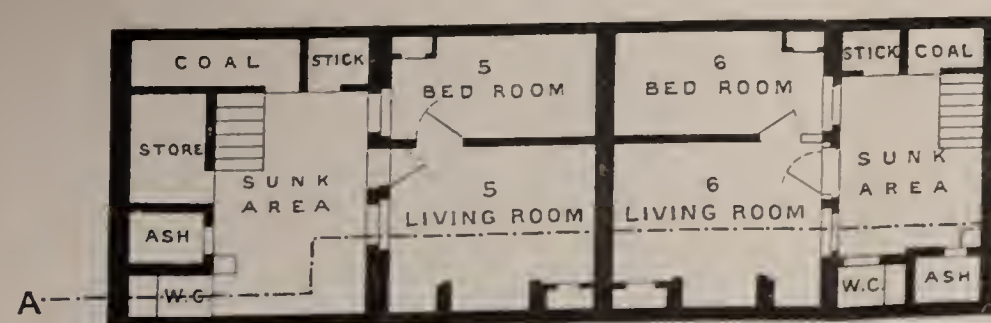 COAL
STICK
5
BED ROOM
6
BED ROOM
STICK
COAL
STORE
SUNK
AREA
5
LIVING ROOM
6
LIVING ROOM
SUNK
AREA
ASH
W.C
W.C.
ASH
A